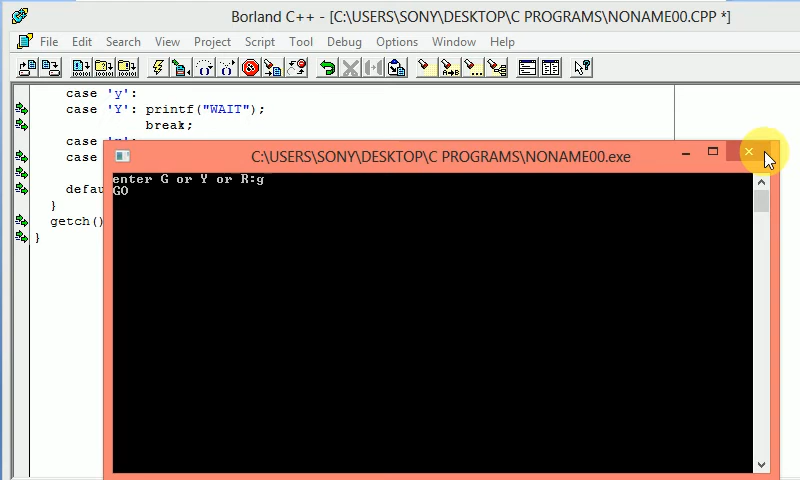 Borland C++ - [C:\USERS\SONY\DESKTOP\C PROGRAMS\NONAME00.CPP *]
File Edit Search View Project Script Tool Debug Options Window Help
case 'y':
case 'Y': printf("WAIT");
break;
case
case
defau
}
getch()
}
C:\USERS\SONY\DESKTOP\C PROGRAMS\NONAME00.exe
enter G or Y or R:g
GO